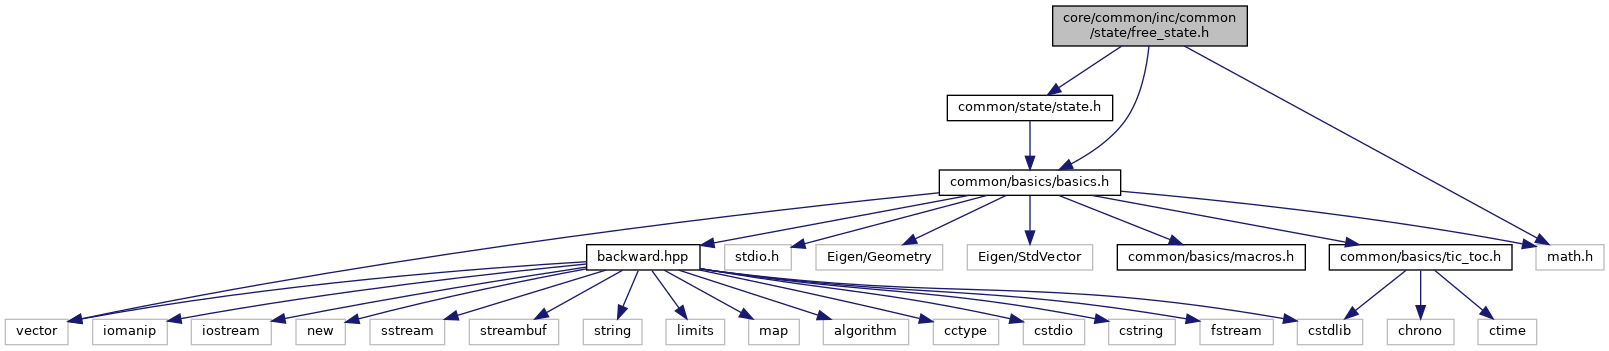 core/common/inc/common
/state/free_state.h
common/state/state.h
common/basics/basics.h
backward.hpp
stdio.h
Eigen/Geometry
Eigen/StdVector
common/basics/macros.h
common/basics/tic_toc.h
math.h
vector
iomanip
iostream
new
sstream
streambuf
string
limits
map
algorithm
cctype
cstdio
cstring
fstream
cstdlib
chrono
ctime